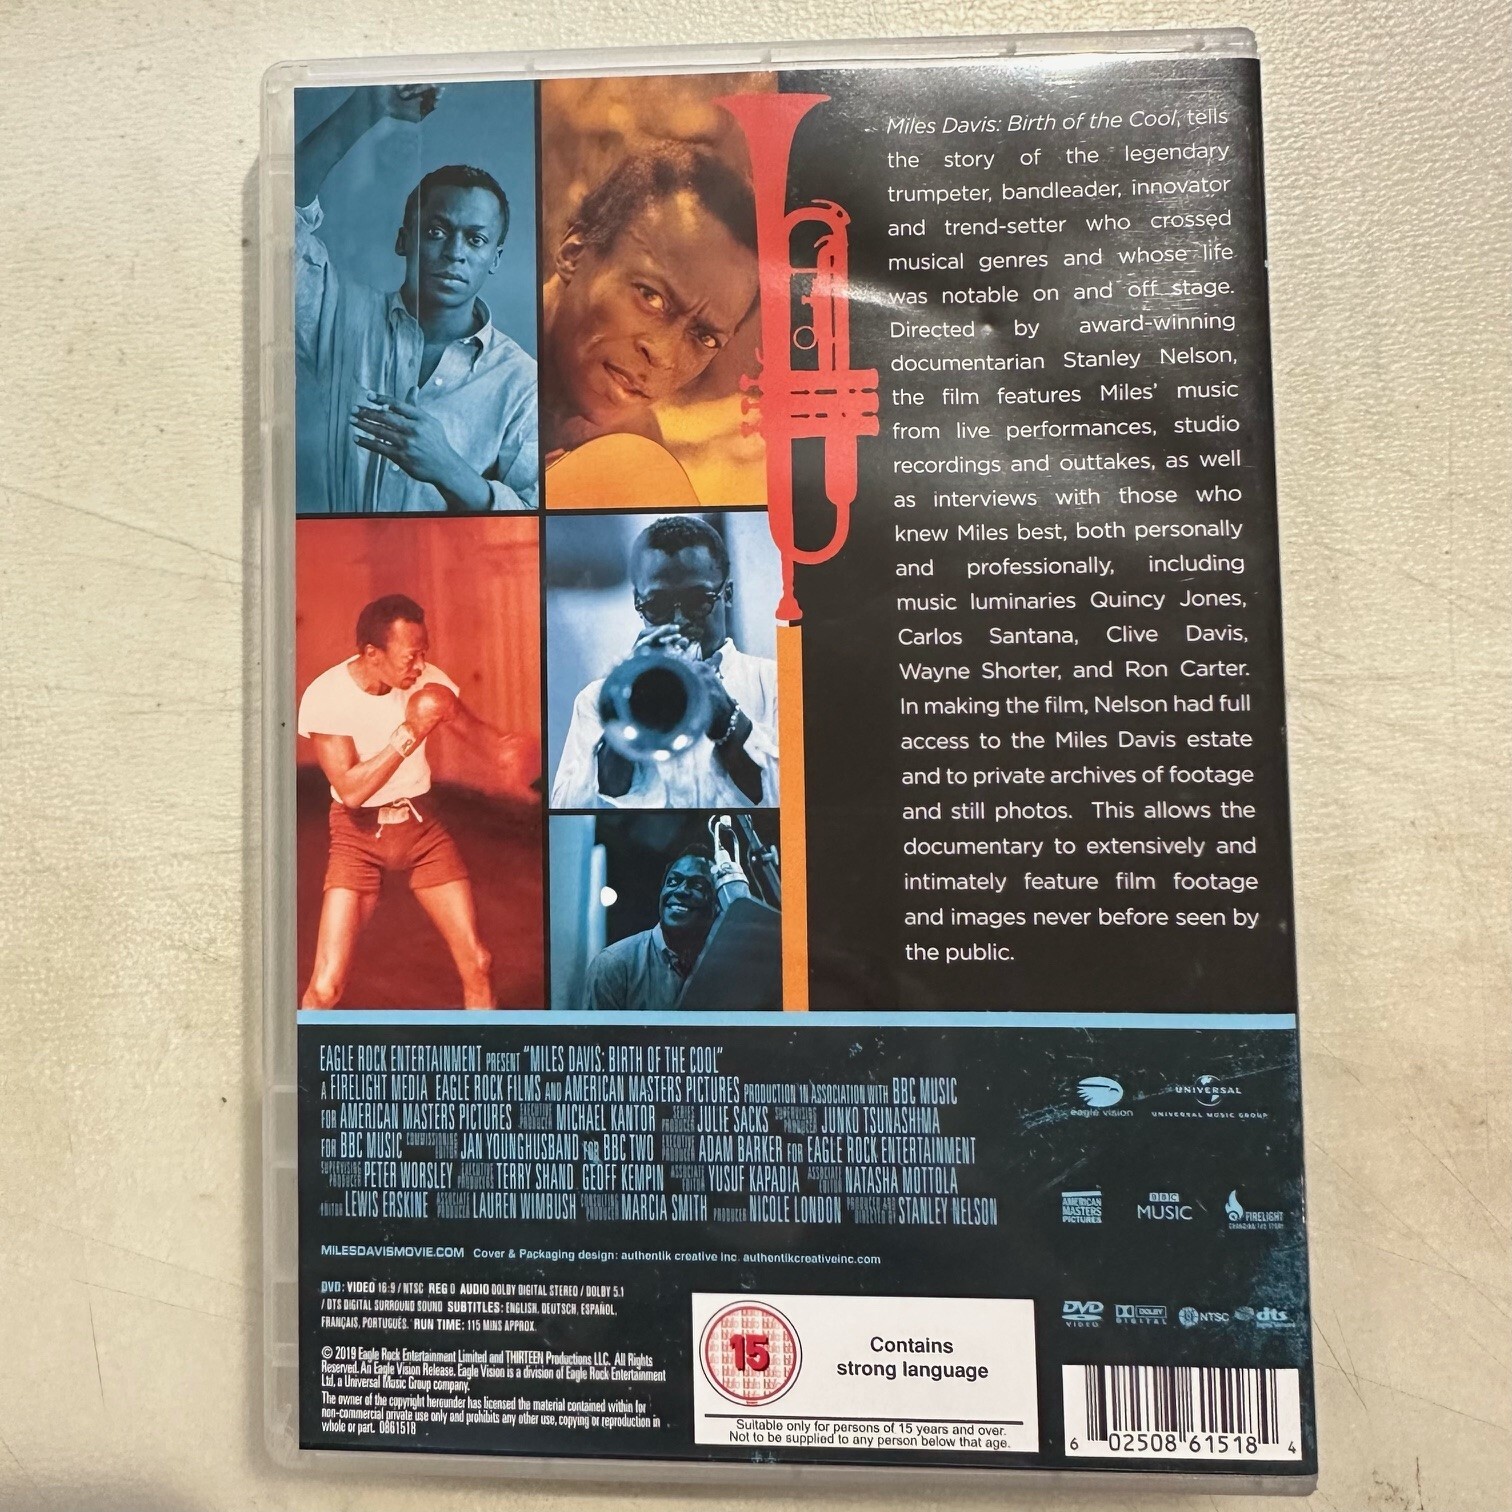 Miles Davis: Birth of the Cool, tells
the story of the legendary
trumpeter, bandleader, innovator
and trend-setter who crossed
musical genres and whose life
was notable on and off stage.
Directed by award-winning
documentarian Stanley Nelson,
the film features Miles' music
from live performances, studio
recordings and outtakes, as well
as interviews with those who
knew Miles best, both personally
and professionally, including
music luminaries Quincy Jones,
Carlos Santana, Clive Davis,
Wayne Shorter, and Ron Carter.
In making the film, Nelson had full
access to the Miles Davis estate
and to private archives of footage
and still photos. This allows the
documentary to extensively and
intimately feature film footage
and images never before seen by
the public.
EAGLE ROCK ENTERTAINMENT PRESENT "MILES DAVIS: BIRTH OF THE COOL"
A FIRELIGHT MEDIA EAGLE ROCK FILMS AND AMERICAN MASTERS PICTURES PRODUCTION IN ASSOCIATION WITH BBC MUSIC
FOR AMERICAN MASTERS PICTURES EXECUTIVE PRODUCER MICHAEL KANTOR SERIES PRODUCER JULIE SACKS SUPERVISING PRODUCER JUNKO TSUNASHIMA
FOR BBC MUSIC COMMISSIONING EDITOR JAN YOUNGHUSBAND FOR BBC TWO EXECUTIVE PRODUCER ADAM BARKER FOR EAGLE ROCK ENTERTAINMENT
SUPERVISING PRODUCER PETER WORSLEY EXECUTIVE PRODUCERS TERRY SHAND GEOFF KEMPIN ASSOCIATE EDITOR YUSUF KAPADIA ASSISTANT EDITOR NATASHA MOTTOLA
EDITOR LEWIS ERSKINE ASSOCIATE PRODUCER LAUREN WIMBUSH CONSULTING PRODUCER MARCIA SMITH PRODUCER NICOLE LONDON PRODUCED AND DIRECTED BY STANLEY NELSON
eagle vision
UNIVERSAL
UNIVERSAL MUSIC GROUP
AMERICAN
MASTERS
PICTURES
BBC
MUSIC
FIRELIGHT
MILESDAVISMOVIE.COM Cover & Packaging design: authentik creative inc. authentikcreativeinc.com
DVD: VIDEO 16:9 / NTSC REG 0 AUDIO DOLBY DIGITAL STEREO / DOLBY 5.1
/ DTS DIGITAL SURROUND SOUND SUBTITLES: ENGLISH, DEUTSCH, ESPAÑOL,
FRANÇAIS, PORTUGUÊS. RUN TIME: 115 MINS APPROX.
© 2019 Eagle Rock Entertainment Limited and THIRTEEN Productions LLC. All Rights
Reserved. An Eagle Vision Release. Eagle Vision is a division of Eagle Rock Entertainment
Ltd, a Universal Music Group company.
The owner of the copyright hereunder has licensed the material contained within for
non-commercial private use only and prohibits any other use, copying or reproduction in
whole or part. 0861518
15
Contains
strong language
Suitable only for persons of 15 years and over.
Not to be supplied to any person below that age.
DVD
VIDEO
DOLBY
DIGITAL
NTSC
dts
6 02508 61518 4